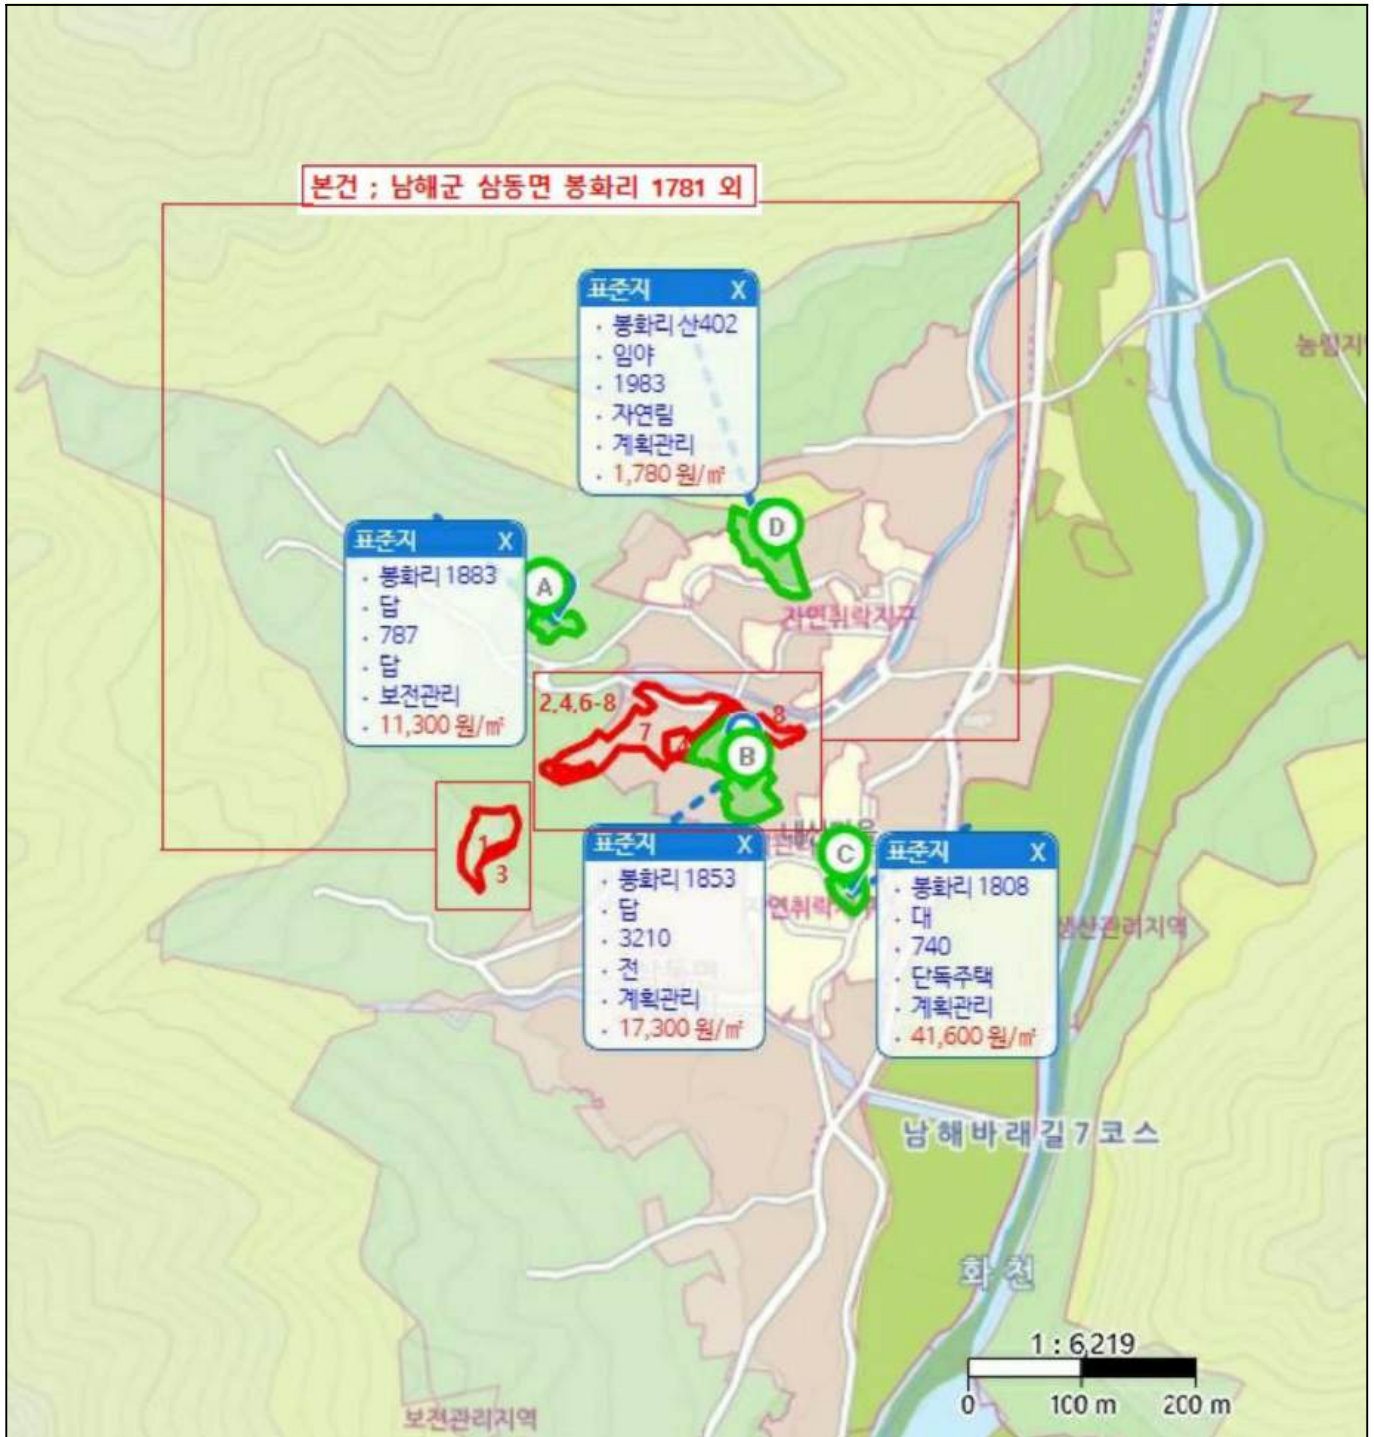 본건 ; 남해군 삼동면 봉화리 1781 외
표준지 X
· 봉화리 산402
· 임야
· 1983
· 자연림
· 계획관리
· 1,780 원/㎡
D
표준지 X
· 봉화리 1883
· 답
· 787
· 답
· 보전관리
· 11,300 원/㎡
A
자연취락지구
2,4,6-8
7
4
8
B
1
3
표준지 X
· 봉화리 1853
· 답
· 3210
· 전
· 계획관리
· 17,300 원/㎡
C
자연취락지구
표준지 X
· 봉화리 1808
· 대
· 740
· 단독주택
· 계획관리
· 41,600 원/㎡
생산관리지역
남해바래길7코스
화천
1 : 6,219
0 100 m 200 m
보전관리지역